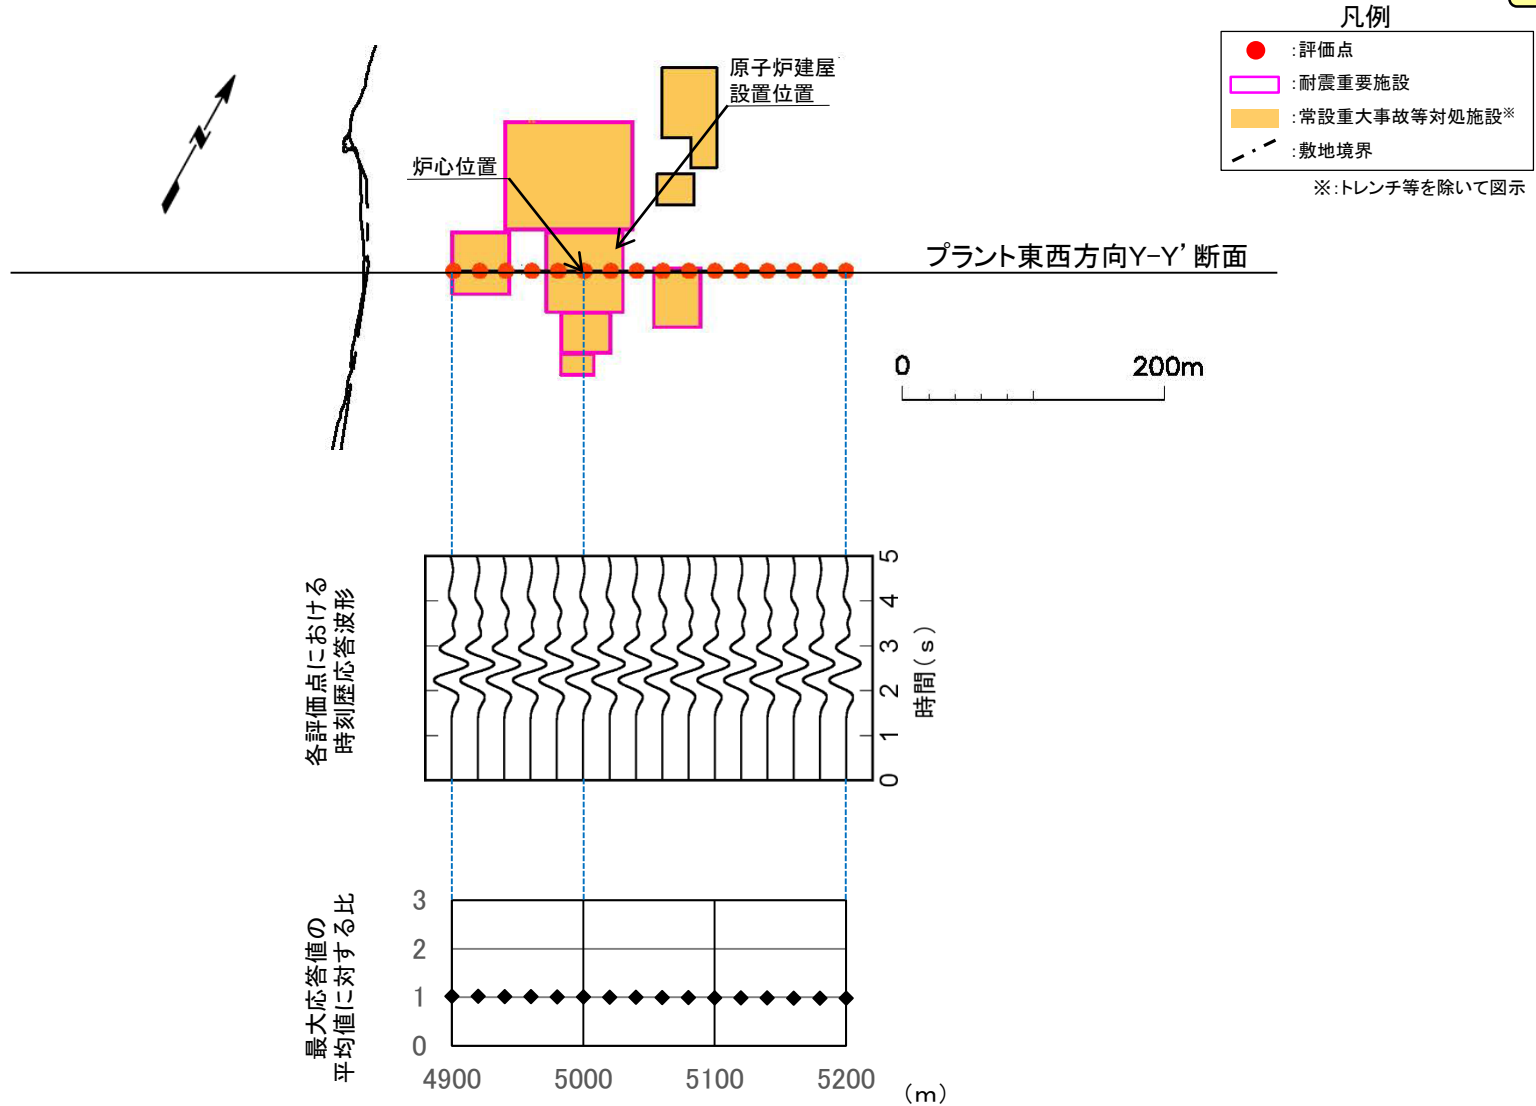 凡例
:評価点
:耐震重要施設
:常設重大事故等対処施設※
:敷地境界
※:トレンチ等を除いて図示
原子炉建屋
設置位置
炉心位置
プラント東西方向Y-Y’断面
0
200m
N
各評価点における
時刻歴応答波形
5
4
3
2
1
0
時間(s)
最大応答値の
平均値に対する比
3
2
1
0
4900
5000
5100
5200
(m)